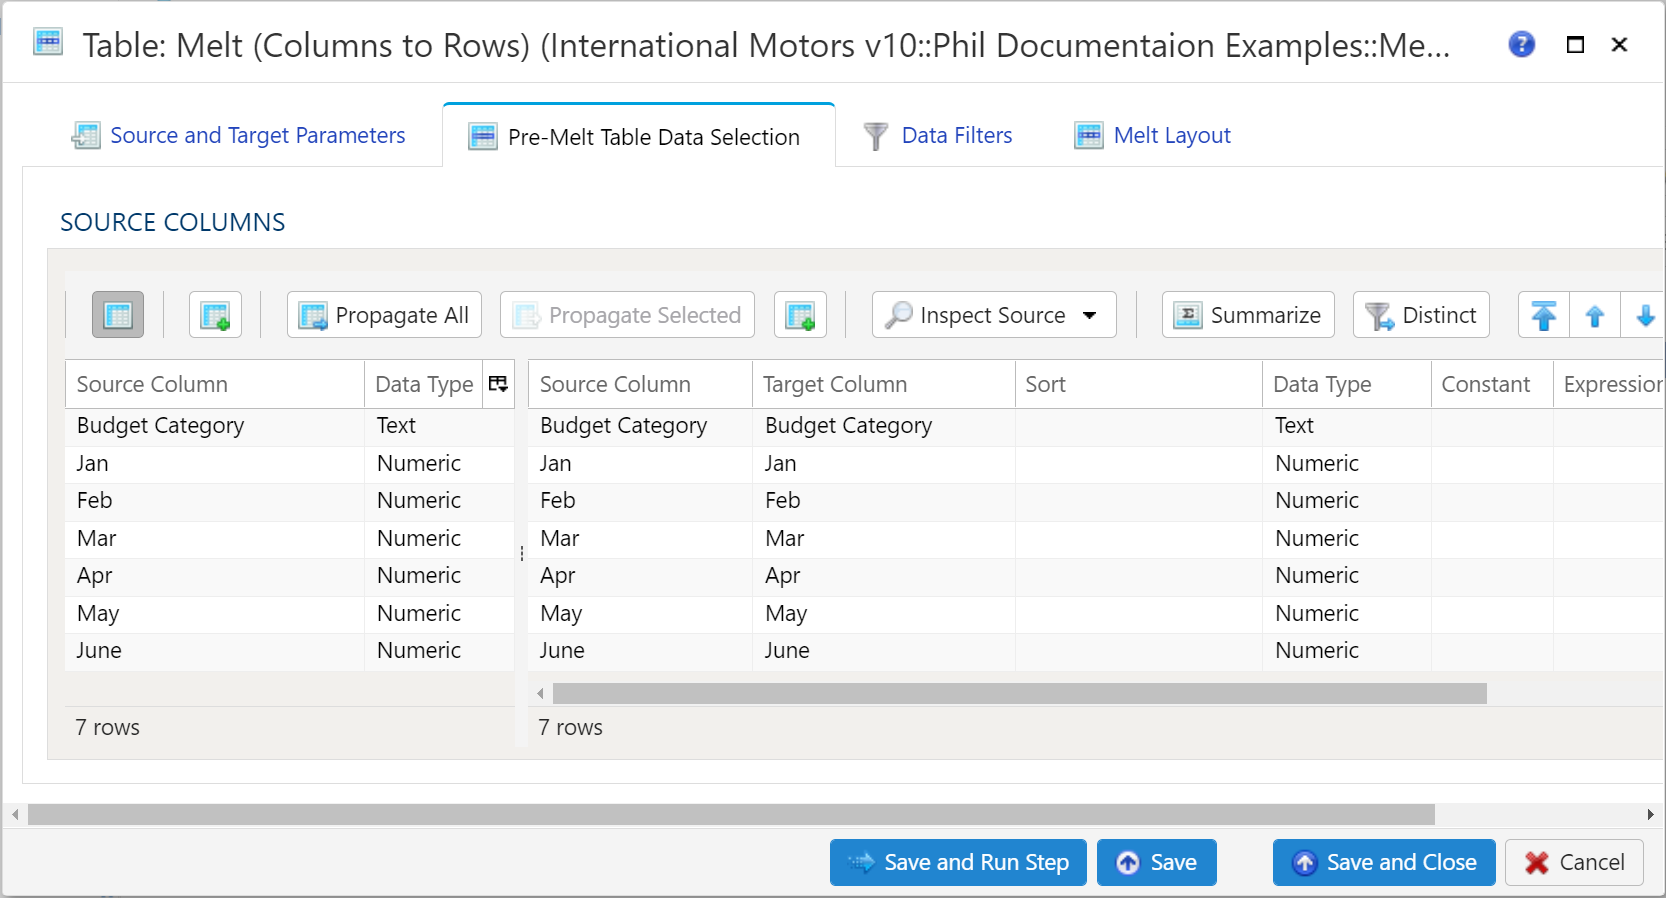 Table: Melt (Columns to Rows) (International Motors v10::Phil Documentaion Examples::Me...
Source and Target Parameters
Pre-Melt Table Data Selection
Data Filters
Melt Layout
SOURCE COLUMNS
Propagate All
Propagate Selected
Inspect Source
Summarize
Distinct
Source Column Data Type
Budget Category Text
Jan Numeric
Feb Numeric
Mar Numeric
Apr Numeric
May Numeric
June Numeric
7 rows
Source Column Target Column Sort Data Type Constant Expression
Budget Category Budget Category Text
Jan Jan Numeric
Feb Feb Numeric
Mar Mar Numeric
Apr Apr Numeric
May May Numeric
June June Numeric
7 rows
Save and Run Step
Save
Save and Close
Cancel